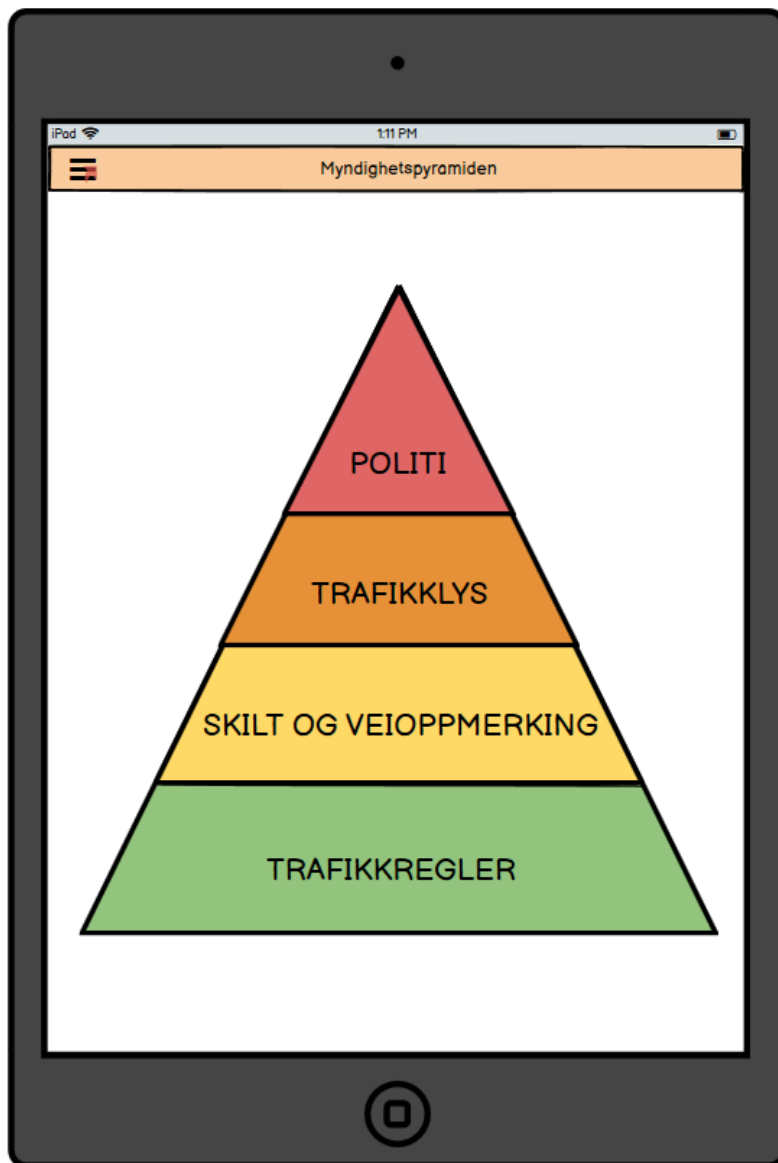 iPad 1:11 PM
Myndighetspyramiden
POLITI
TRAFIKKLYS
SKILT OG VEIOPPMERKING
TRAFIKKREGLER